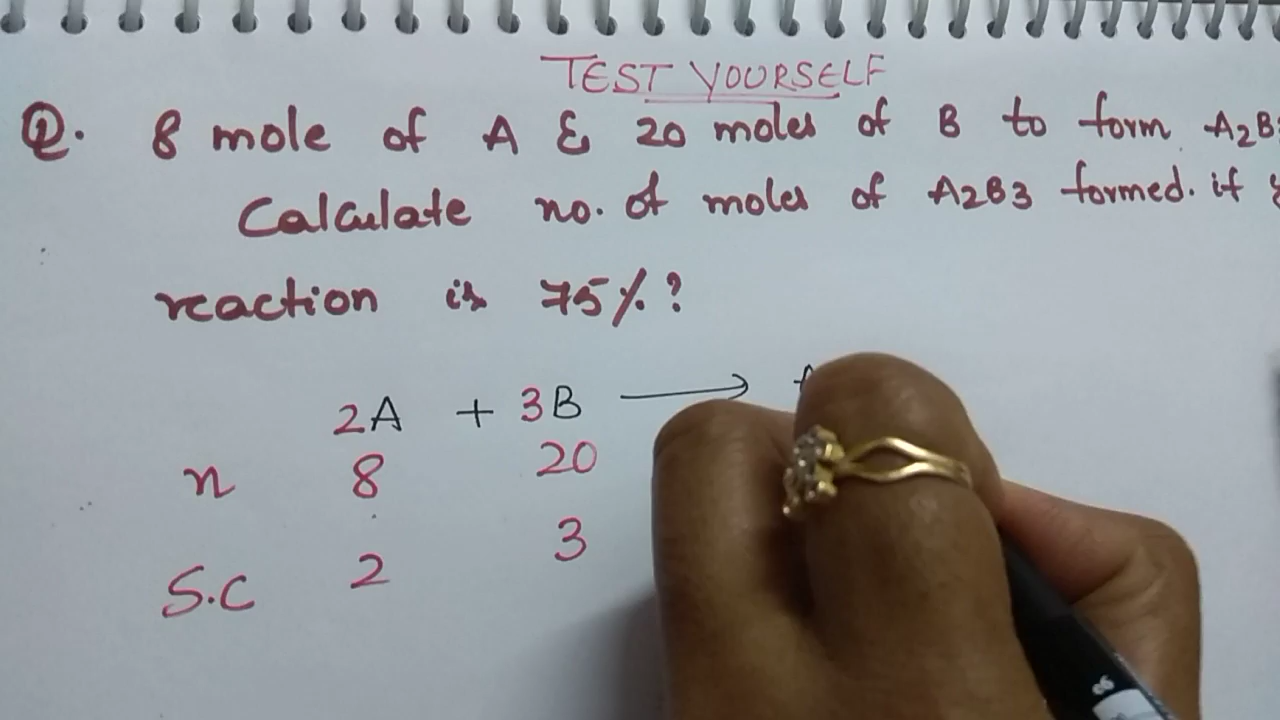 TEST YOURSELF
Q. 8 mole of A & 20 moles of B to form A2B
Calculate no. of moles of A2B3 formed. if
reaction is 75%?
2A + 3B →
n 8 20
S.C 2 3